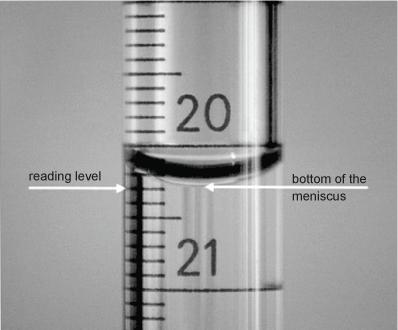 20
reading level
bottom of the
meniscus
21